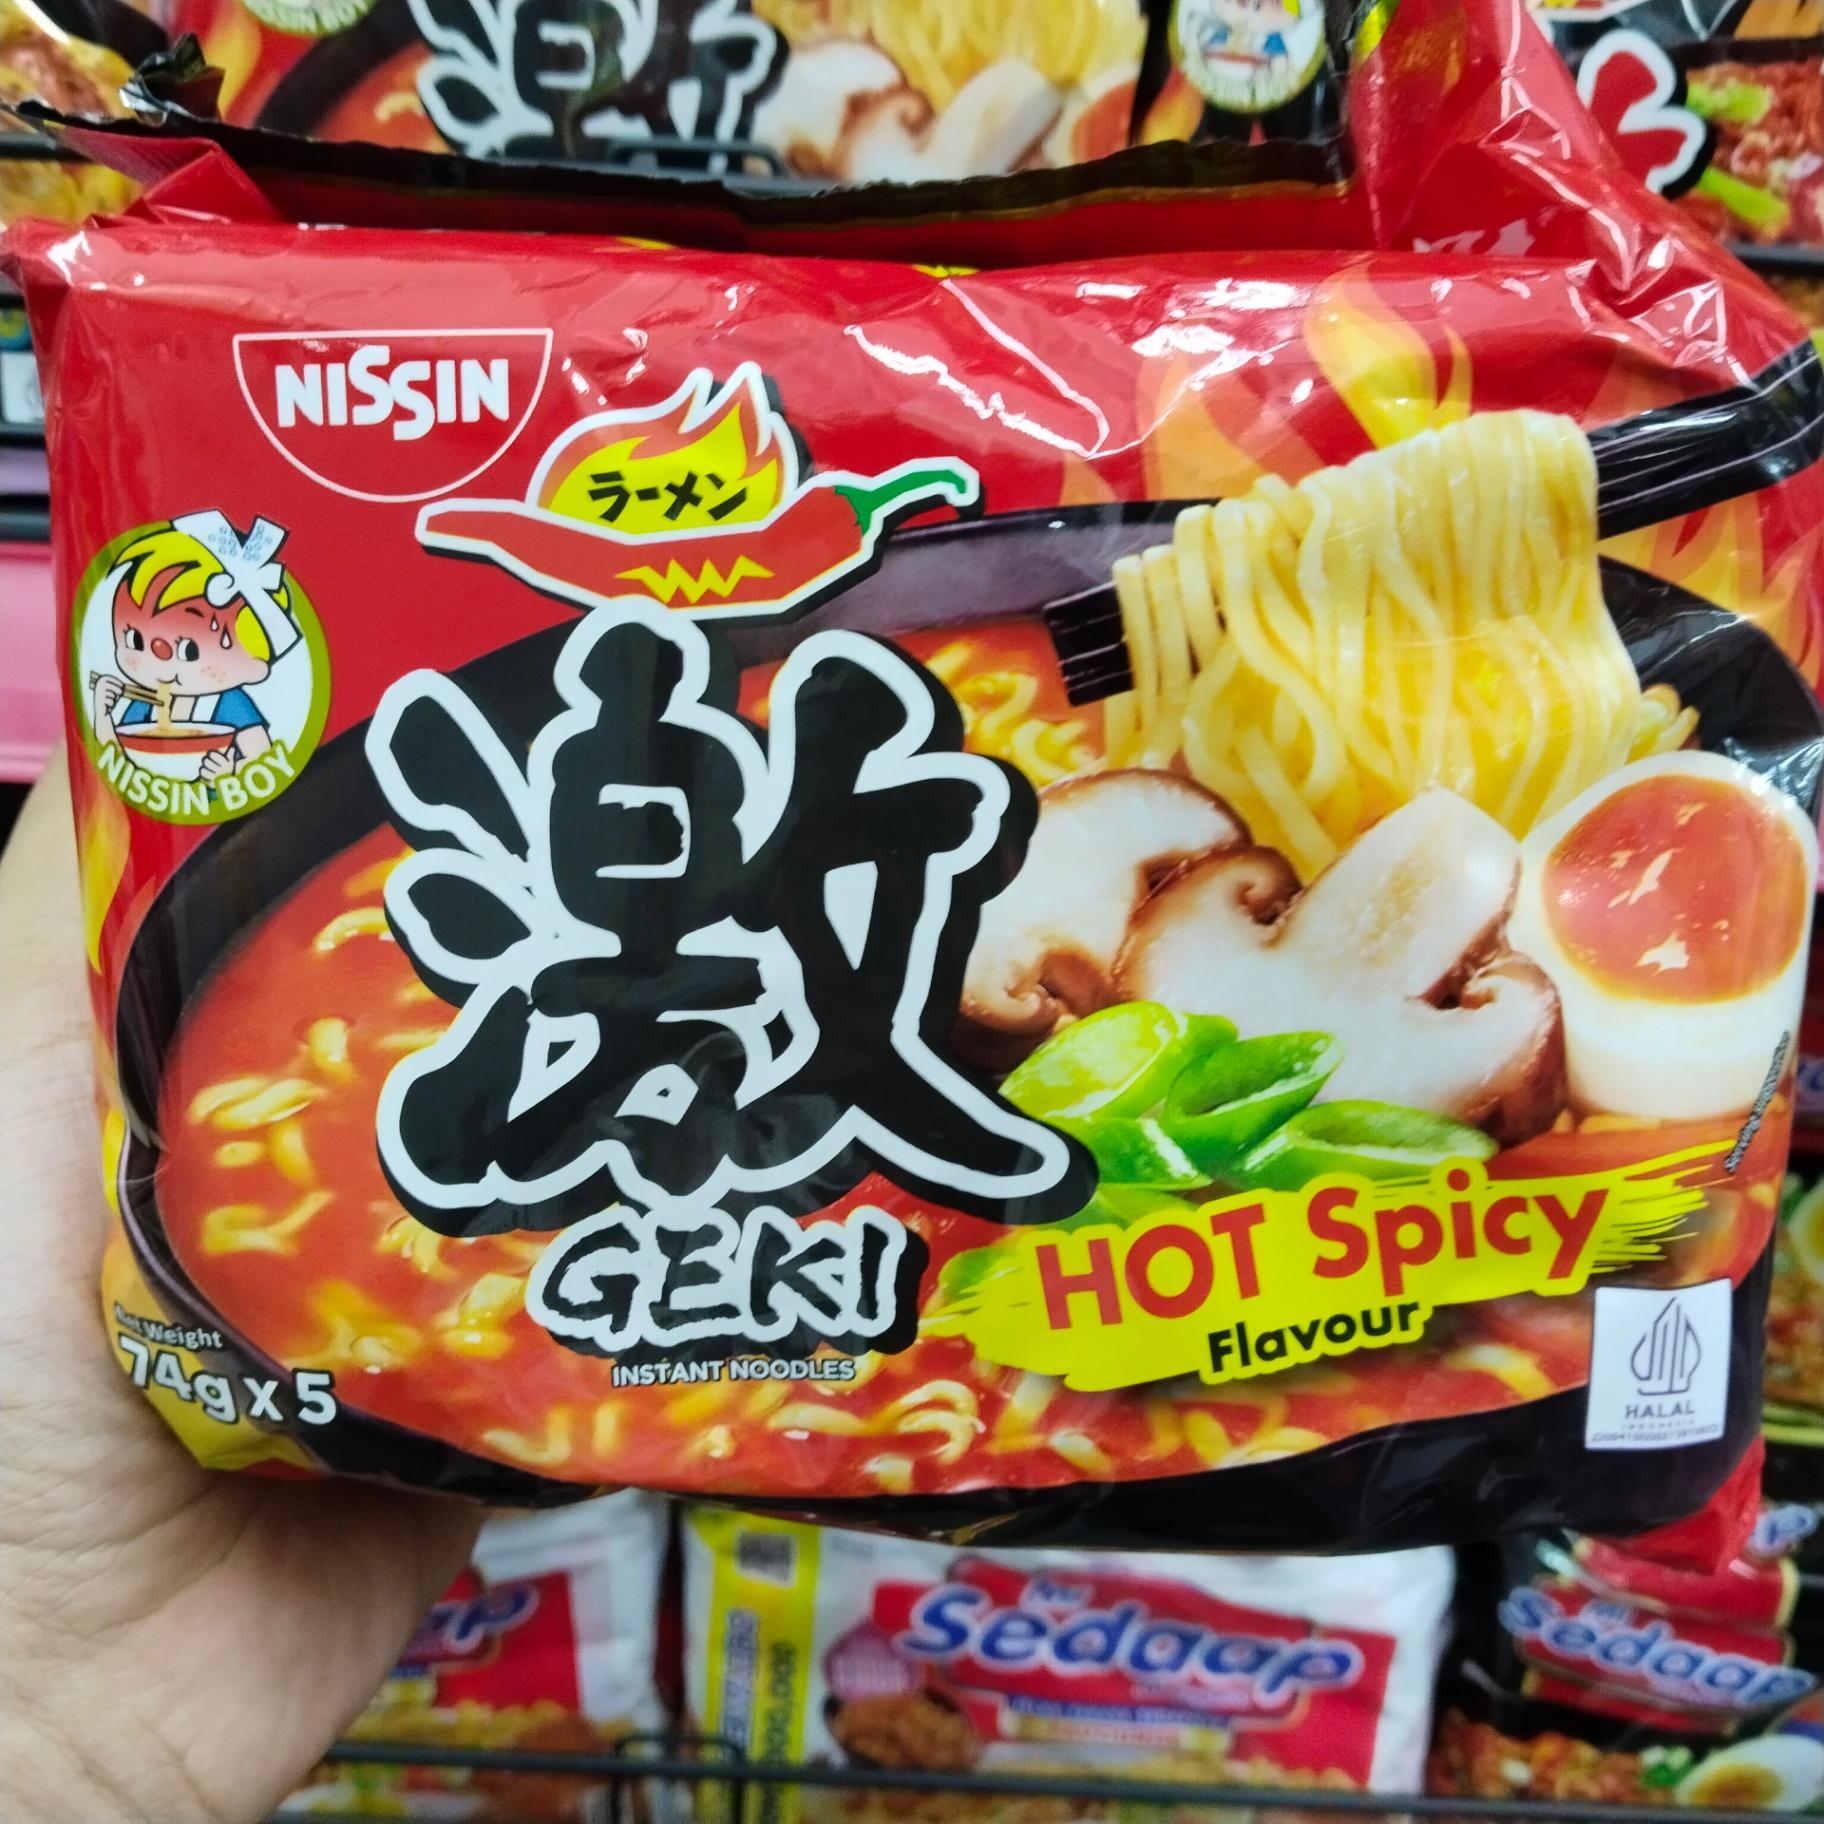 NISSIN
ラーメン
NISSIN BOY
激
GEKI
INSTANT NOODLES
HOT Spicy
Flavour
Net Weight
74g x 5
HALAL
INDONESIA
Sedaap
Sedaap